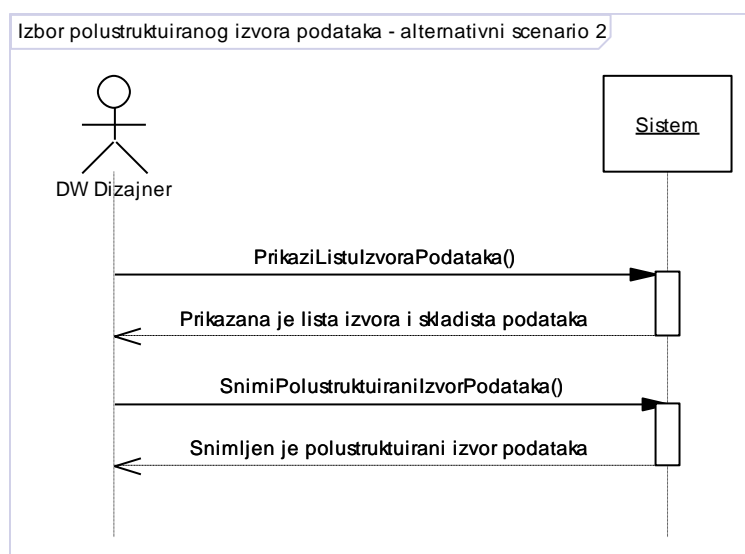 Izbor polustruktuiranog izvora podataka - alternativni scenario 2
Sistem
DW Dizajner
PrikaziListuIzvoraPodataka()
Prikazana je lista izvora i skladista podataka
SnimiPolustruktuiraniIzvorPodataka()
Snimljen je polustruktuirani izvor podataka